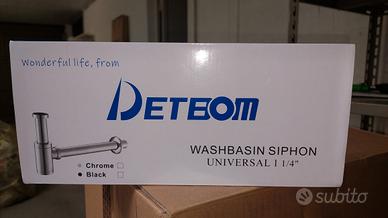 Wonderful life, from
DETBOM
WASHBASIN SIPHON
UNIVERSAL 1 1/4"
Chrome
Black
subito